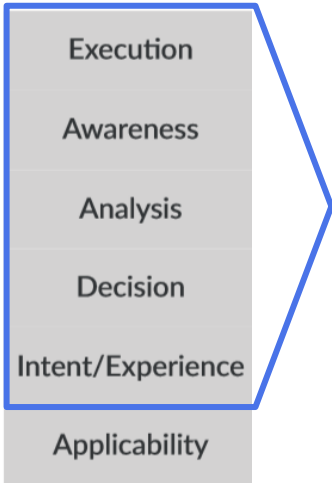 Execution
Awareness
Analysis
Decision
Intent/Experience
Applicability